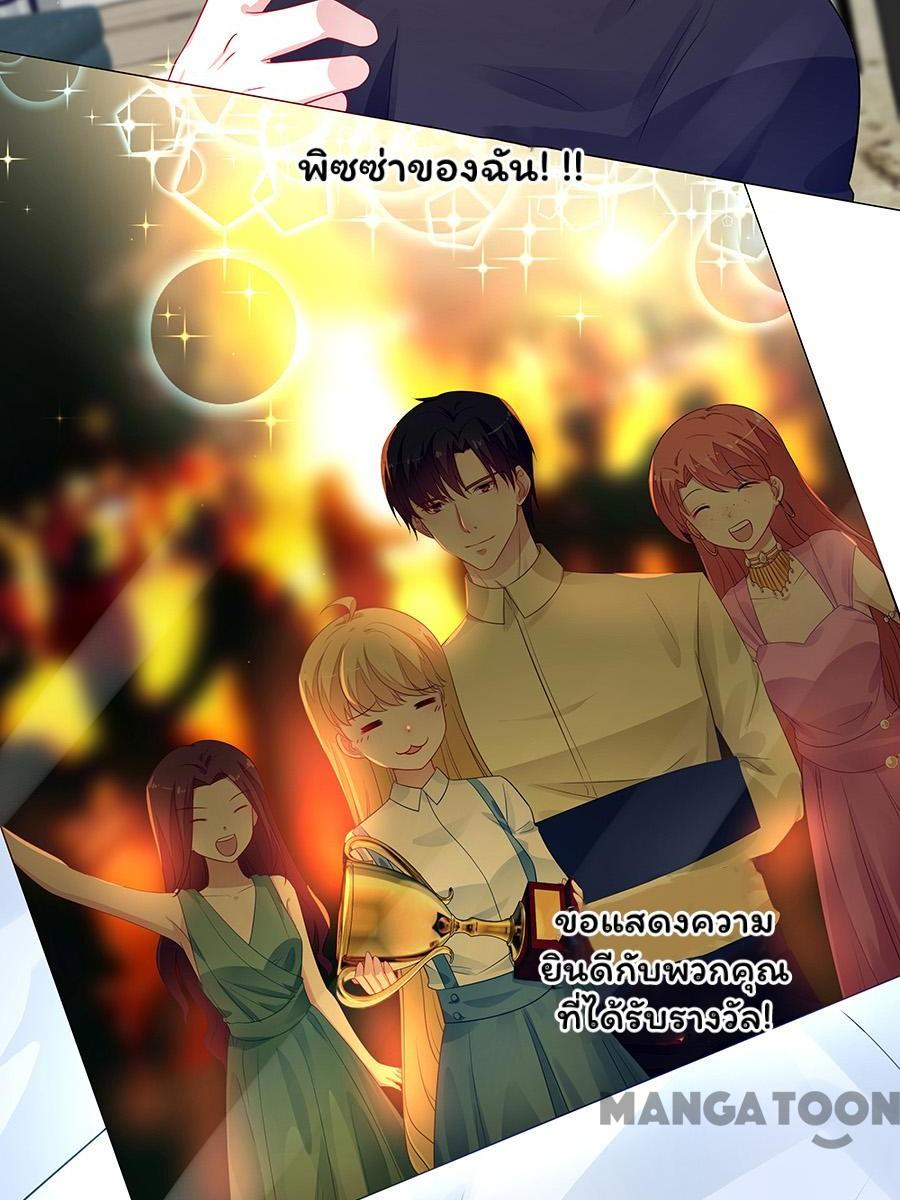 พิซซ่าของฉัน! !!
ขอแสดงความ
ยินดีกับพวกคุณ
ที่ได้รับรางวัล!
MANGATOON